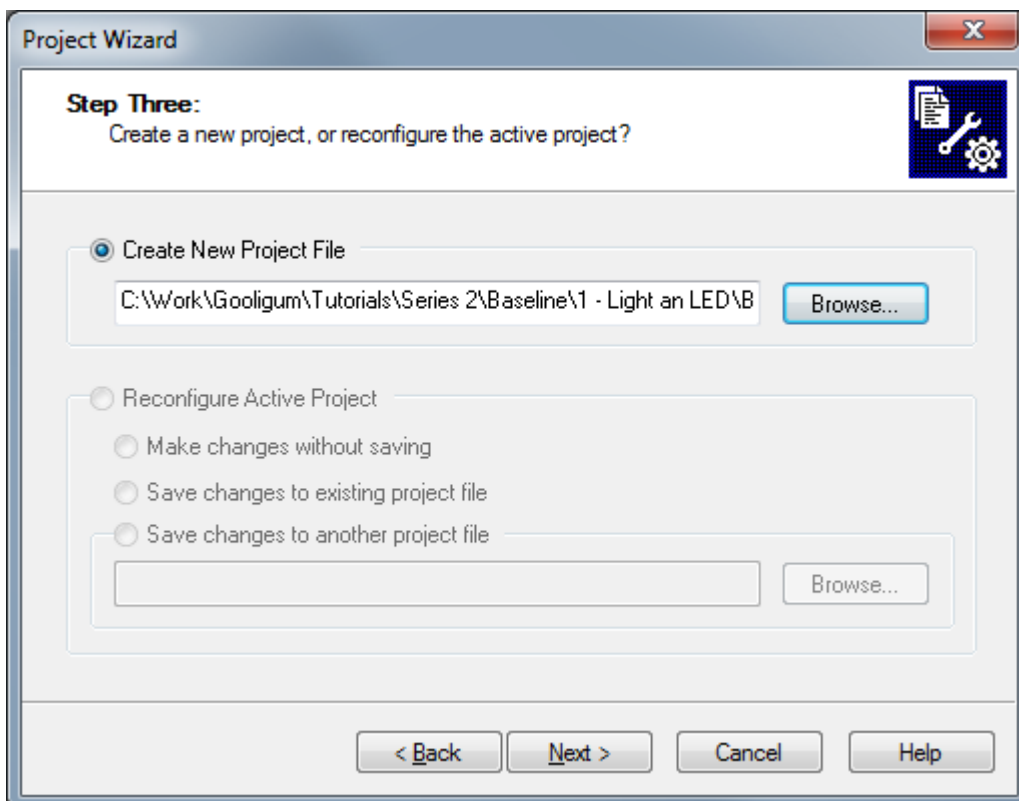 Project Wizard
Step Three:
Create a new project, or reconfigure the active project?
Create New Project File
C:\Work\Gooligum\Tutorials\Series 2\Baseline\1 - Light an LED\B
Browse...
Reconfigure Active Project
Make changes without saving
Save changes to existing project file
Save changes to another project file
Browse...
< Back
Next >
Cancel
Help